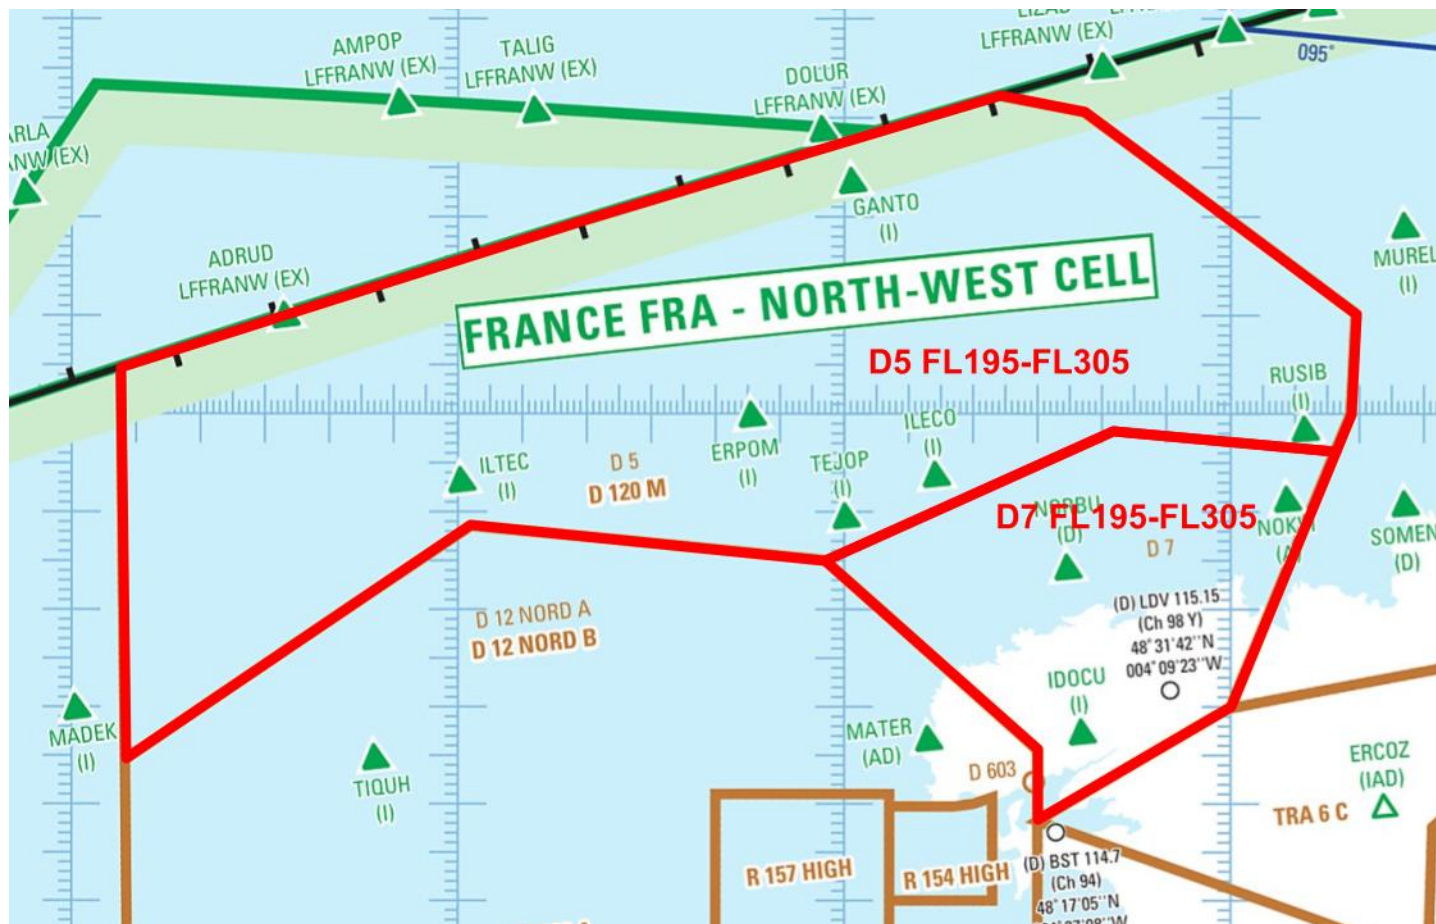 AMPOP
LFFRANW (EX)
TALIG
LFFRANW (EX)
DOLUR
LFFRANW (EX)
LFFRANW (EX)
095°
(EX)
ADRUD
LFFRANW (EX)
GANTO
(I)
MUREL
(I)
FRANCE FRA - NORTH-WEST CELL
D5 FL195-FL305
RUSIB
(I)
ILTEC
(I)
D 5
D 120 M
ERPOM
(I)
TEJOP
(I)
ILECO
(I)
D7 FL195-FL305
(D)
D 7
SOMEN
(D)
D 12 NORD A
D 12 NORD B
(D) LDV 115.15
(Ch 98 Y)
48°31'42''N
004°09'23''W
MADEK
(I)
TIQUH
(I)
MATER
(AD)
IDOCU
(I)
D 603
ERCOZ
(IAD)
TRA 6 C
R 157 HIGH
R 154 HIGH
(D) BST 114.7
(Ch 94)
48°17'05''N